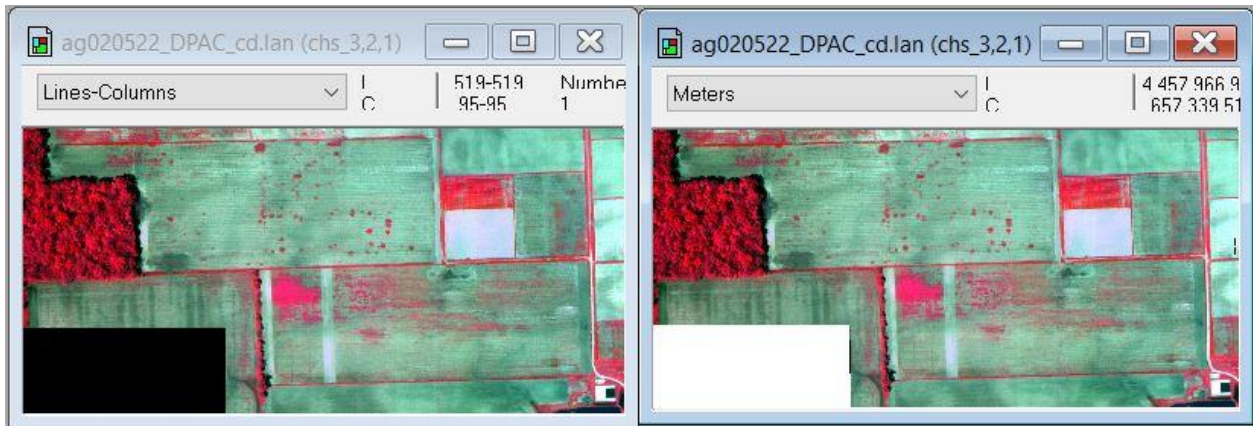 ag020522_DPAC_cd.lan (chs_3,2,1)
Lines-Columns
L
C
519-519
95-95
Numbe
1
ag020522_DPAC_cd.lan (chs_3,2,1)
Meters
L
C
4 457 966.9
657 339.51